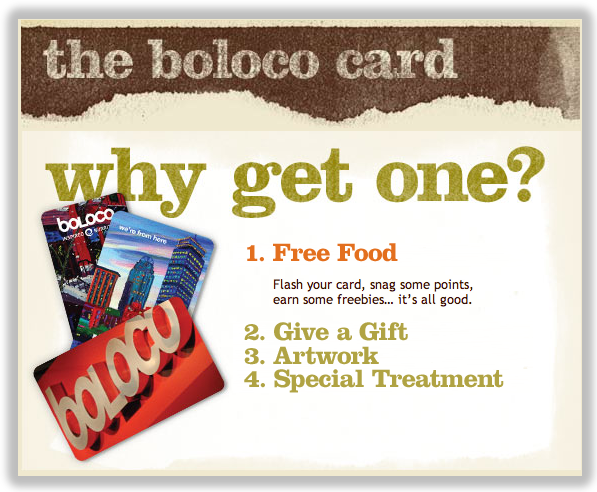 the boloco card
why get one?
boloco
INSPIRED
we're from here
boloco
1. Free Food
Flash your card, snag some points,
earn some freebies... it's all good.
2. Give a Gift
3. Artwork
4. Special Treatment